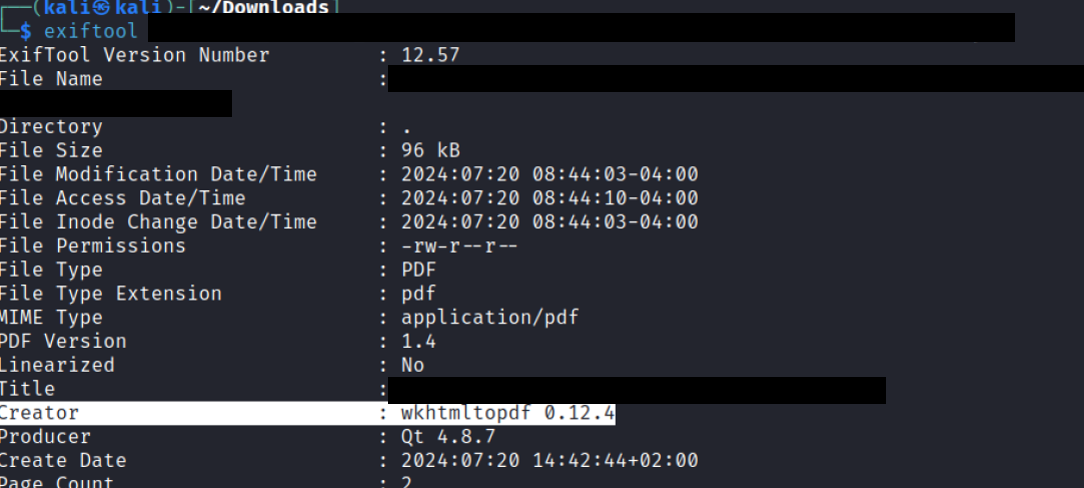 (kali㉿kali)-[~/Downloads]
$ exiftool
ExifTool Version Number : 12.57
File Name :
Directory : .
File Size : 96 kB
File Modification Date/Time : 2024:07:20 08:44:03-04:00
File Access Date/Time : 2024:07:20 08:44:10-04:00
File Inode Change Date/Time : 2024:07:20 08:44:03-04:00
File Permissions : -rw-r--r--
File Type : PDF
File Type Extension : pdf
MIME Type : application/pdf
PDF Version : 1.4
Linearized : No
Title :
Creator : wkhtmltopdf 0.12.4
Producer : Qt 4.8.7
Create Date : 2024:07:20 14:42:44+02:00
Page Count : 2